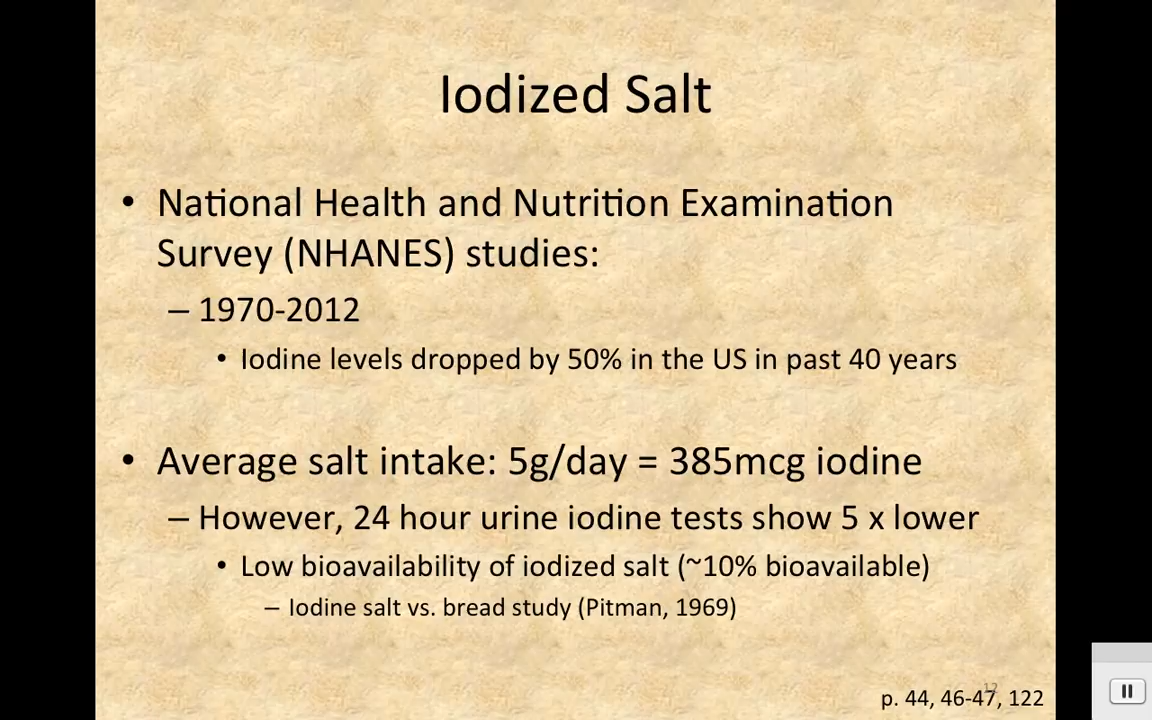 Iodized Salt
• National Health and Nutrition Examination
Survey (NHANES) studies:
– 1970-2012
• Iodine levels dropped by 50% in the US in past 40 years
• Average salt intake: 5g/day = 385mcg iodine
– However, 24 hour urine iodine tests show 5 x lower
• Low bioavailability of iodized salt (~10% bioavailable)
– Iodine salt vs. bread study (Pitman, 1969)
p. 44, 46-47, 122